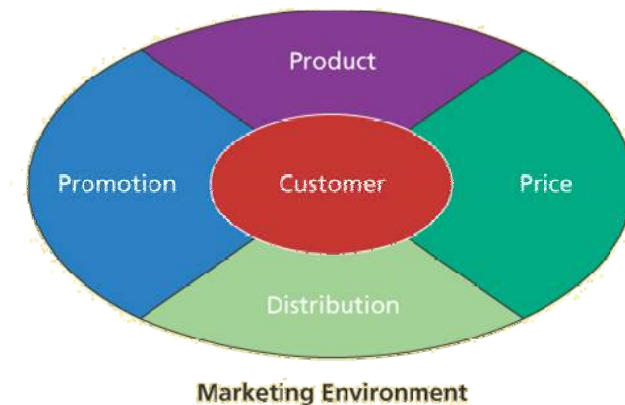 Product
Promotion
Customer
Price
Distribution
Marketing Environment